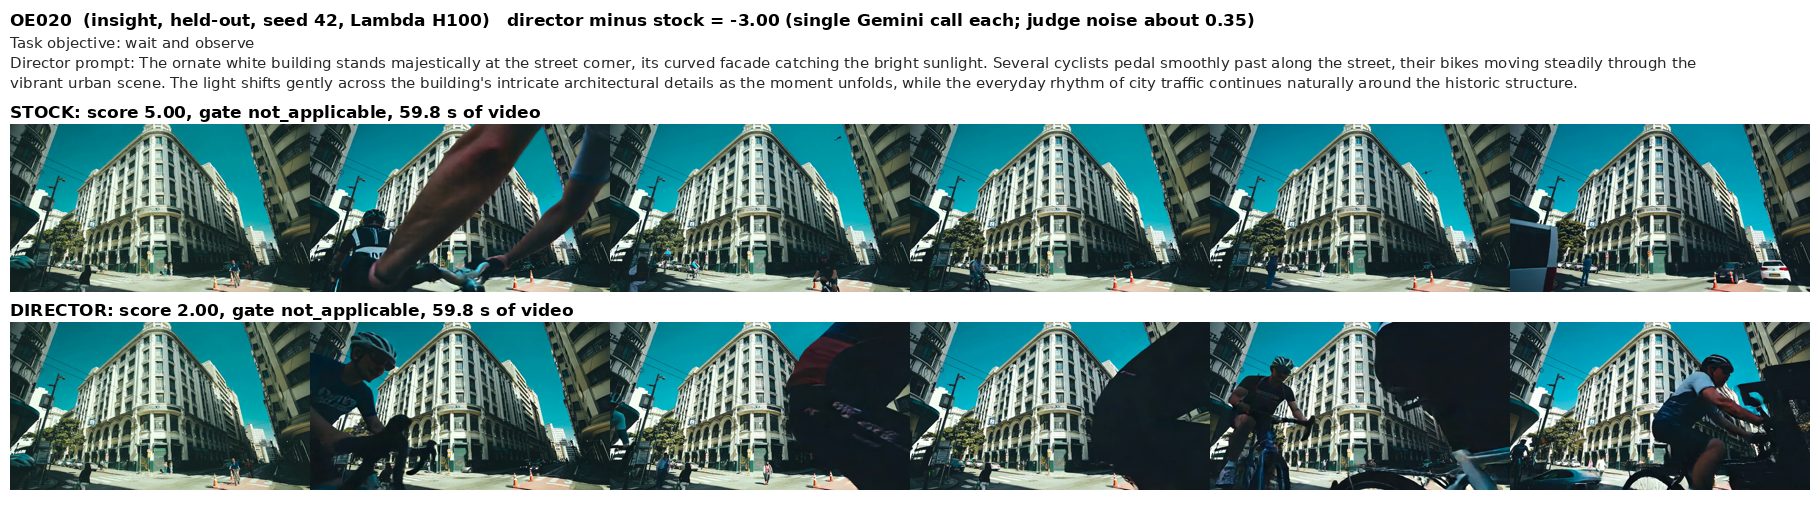 OE020  (insight, held-out, seed 42, Lambda H100)   director minus stock = -3.00 (single Gemini call each; judge noise about 0.35)
Task objective: wait and observe
Director prompt: The ornate white building stands majestically at the street corner, its curved facade catching the bright sunlight. Several cyclists pedal smoothly past along the street, their bikes moving steadily through the
vibrant urban scene. The light shifts gently across the building's intricate architectural details as the moment unfolds, while the everyday rhythm of city traffic continues naturally around the historic structure.
STOCK: score 5.00, gate not_applicable, 59.8 s of video
DIRECTOR: score 2.00, gate not_applicable, 59.8 s of video